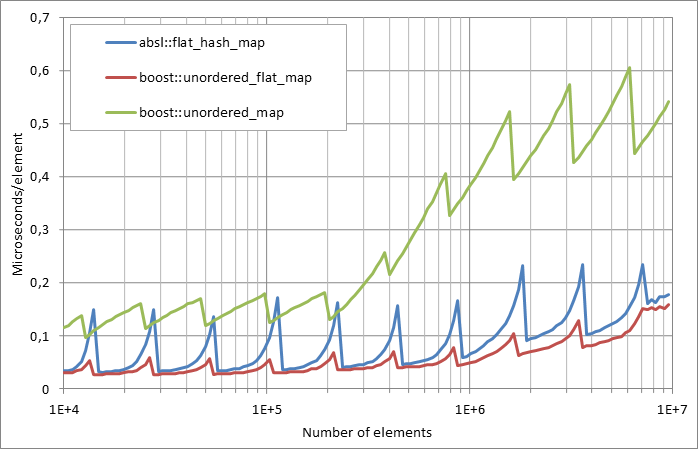 0,7
absl::flat_hash_map
0,6
boost::unordered_flat_map
boost::unordered_map
0,5
0,4
Microseconds/element
0,3
0,2
0,1
0
1E+4 1E+5 1E+6 1E+7
Number of elements